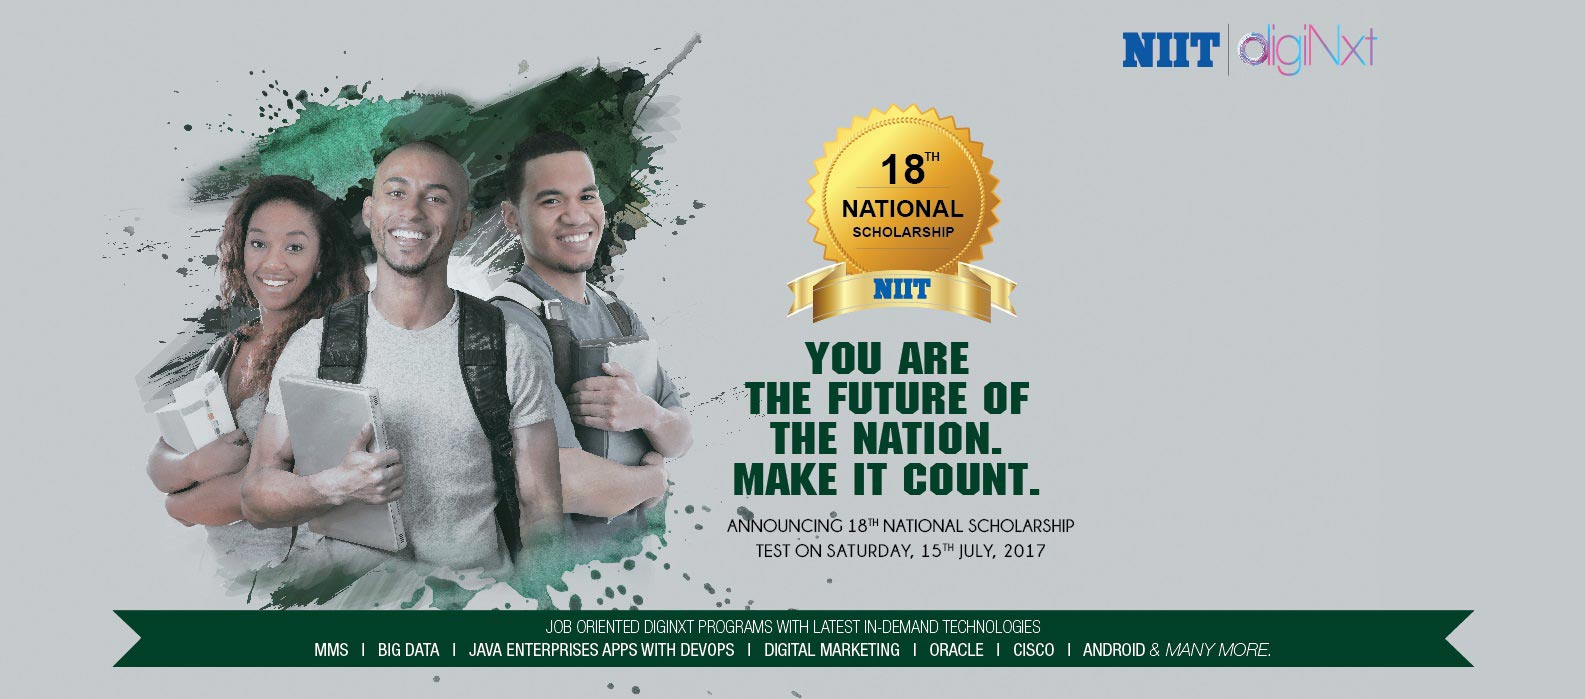 NIIT digiNxt
18TH
NATIONAL
SCHOLARSHIP
NIIT
YOU ARE
THE FUTURE OF
THE NATION.
MAKE IT COUNT.
ANNOUNCING 18TH NATIONAL SCHOLARSHIP
TEST ON SATURDAY, 15TH JULY, 2017
JOB ORIENTED DIGINXT PROGRAMS WITH LATEST IN-DEMAND TECHNOLOGIES
MMS | BIG DATA | JAVA ENTERPRISES APPS WITH DEVOPS | DIGITAL MARKETING | ORACLE | CISCO | ANDROID & MANY MORE.